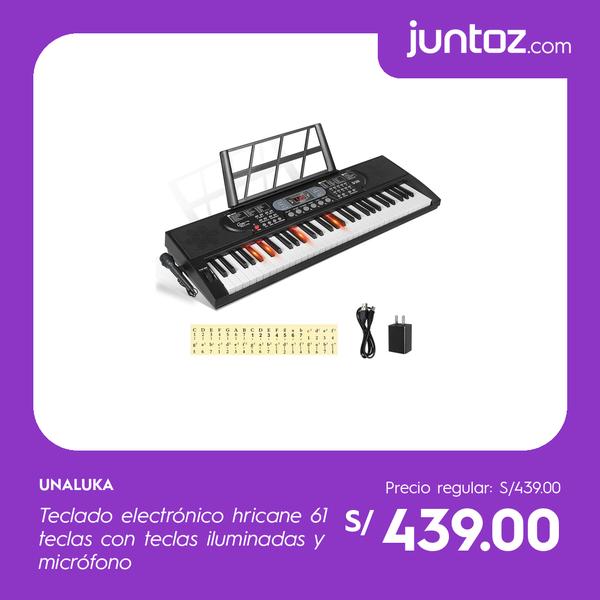 juntoz.com
UNALUKA
Teclado electrónico hricane 61
teclas con teclas iluminadas y
micrófono
Precio regular: S/439.00
S/ 439.00